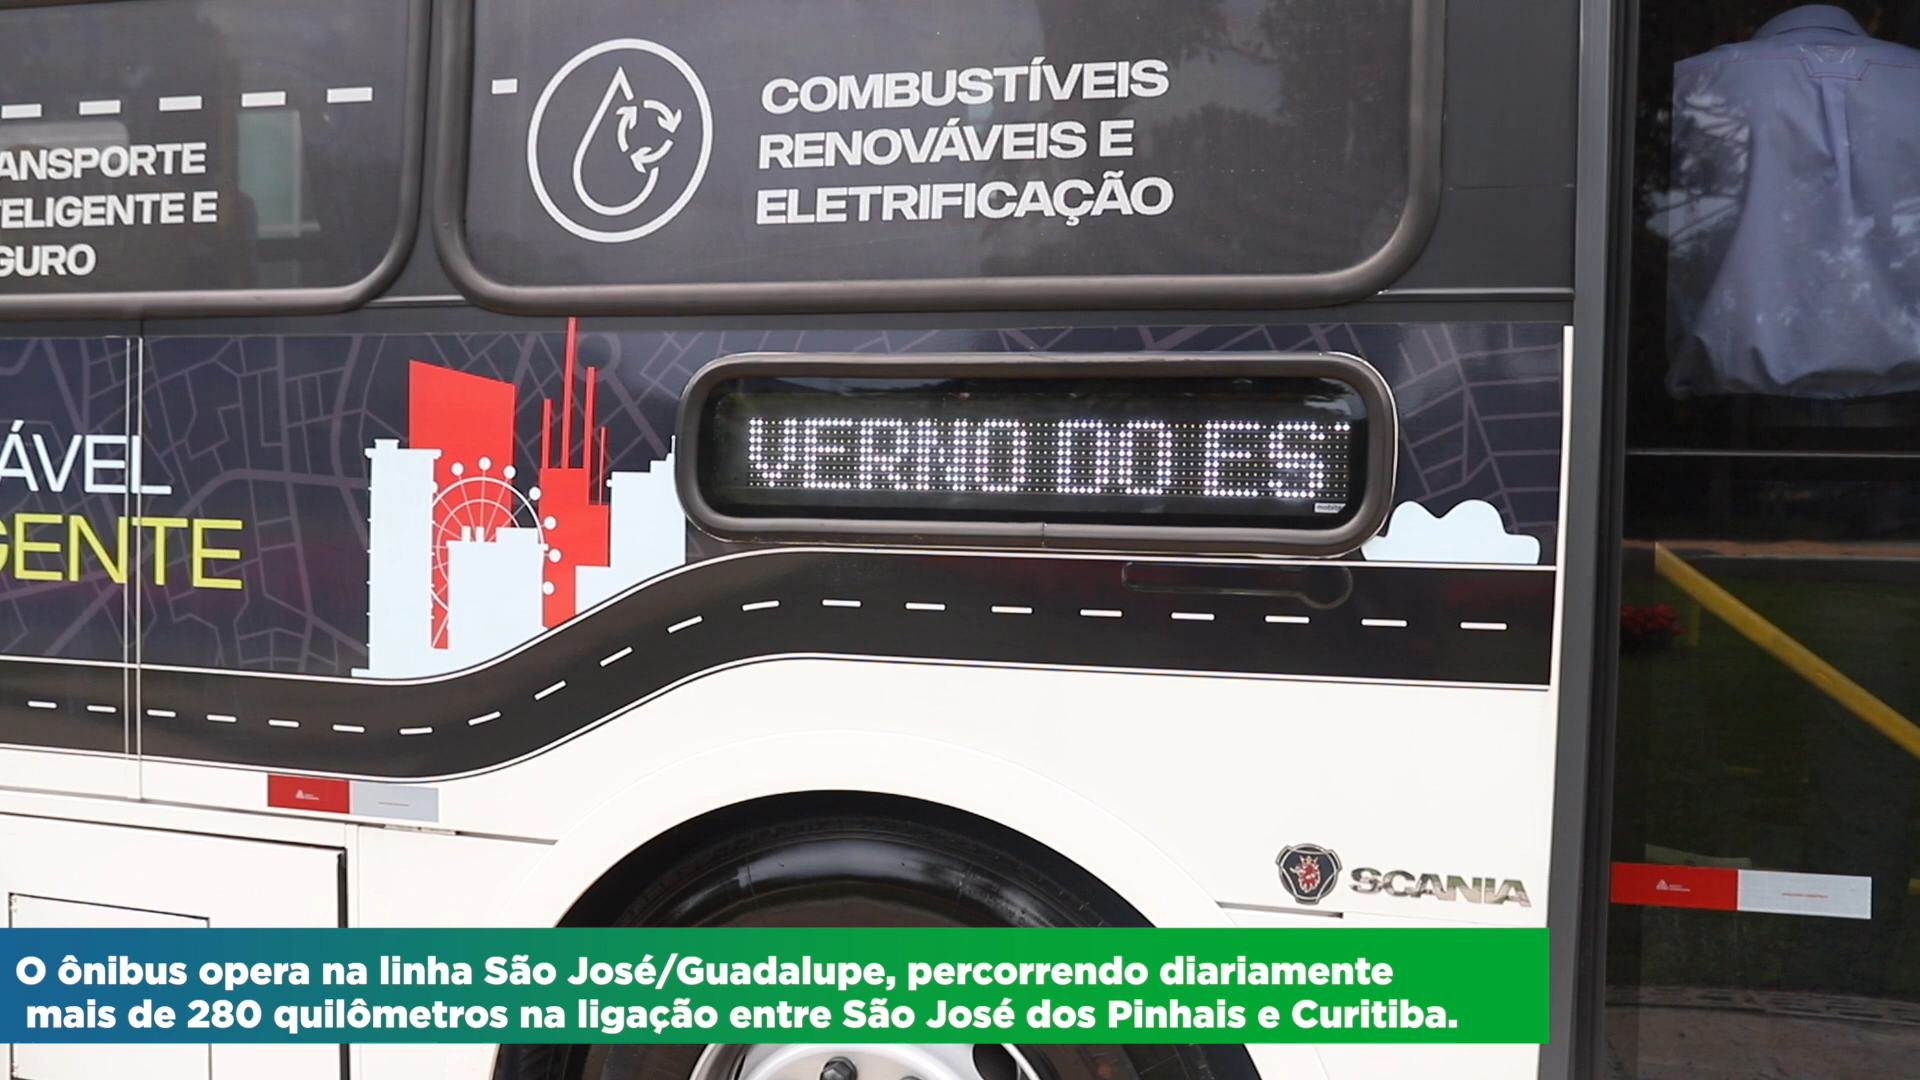 COMBUSTÍVEIS
RENOVÁVEIS E
ELETRIFICAÇÃO
ANSPORTE
TELIGENTE E
GURO
ÁVEL
GENTE
VERNO DO ES
SCANIA
O ônibus opera na linha São José/Guadalupe, percorrendo diariamente
mais de 280 quilômetros na ligação entre São José dos Pinhais e Curitiba.